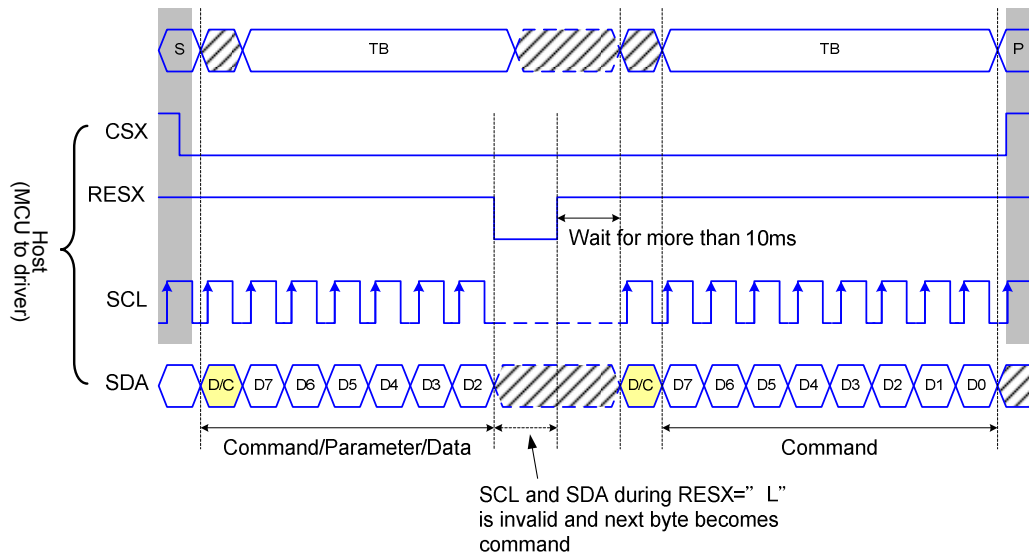 S TB TB P
CSX
RESX
Wait for more than 10ms
Host
(MCU to driver)
SCL
SDA D/C D7 D6 D5 D4 D3 D2 D/C D7 D6 D5 D4 D3 D2 D1 D0
Command/Parameter/Data Command
SCL and SDA during RESX=” L”
is invalid and next byte becomes
command